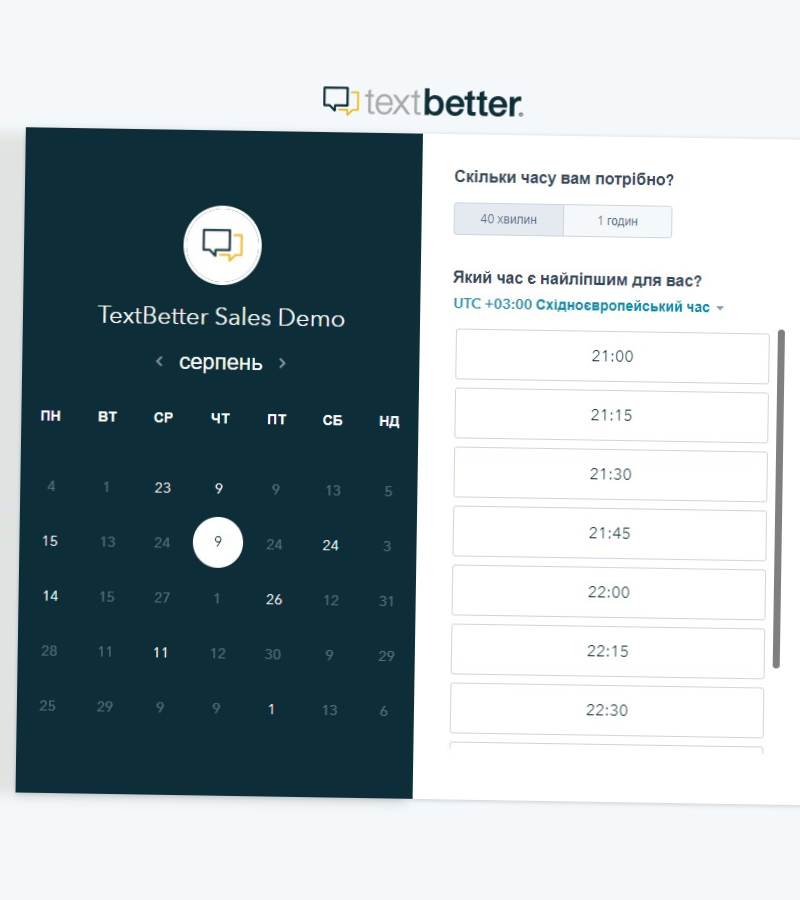 textbetter.
TextBetter Sales Demo
серпень
ПН ВТ СР ЧТ ПТ СБ НД
4 1 23 9 9 13 5
15 13 24 9 24 24 3
14 15 27 1 26 12 31
28 11 11 12 30 9 29
25 29 9 9 1 13 6
Скільки часу вам потрібно?
40 хвилин 1 годин
Який час є найліпшим для вас?
UTC +03:00 Східноєвропейський час
21:00
21:15
21:30
21:45
22:00
22:15
22:30